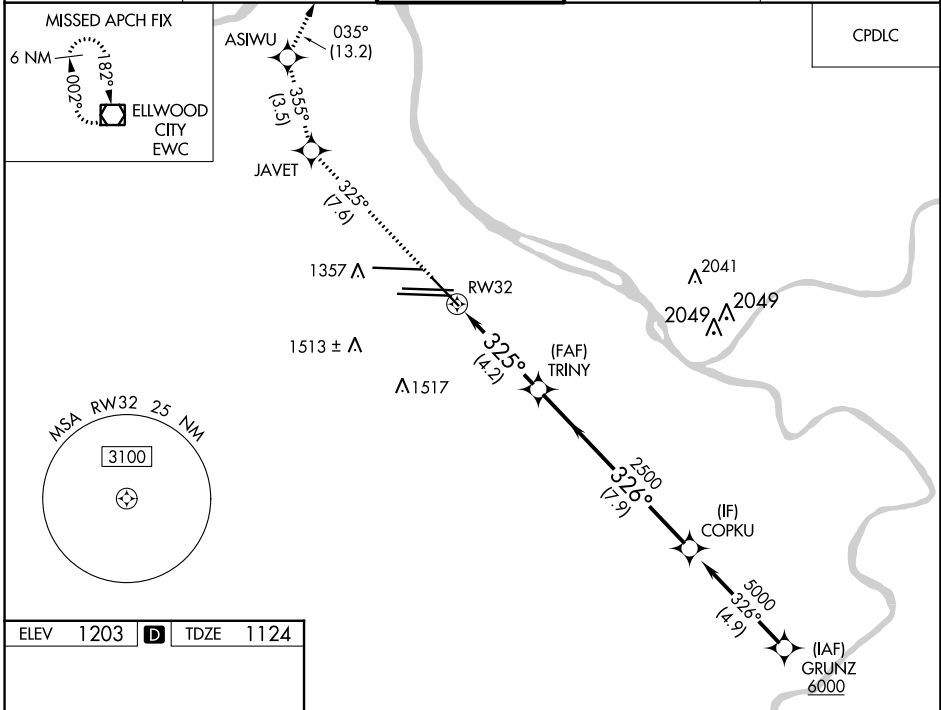 MISSED APCH FIX
6 NM
002°
182°
ELLWOOD
CITY
EWC
ASIWU
035°
(13.2)
CPDLC
355°
(3.5)
JAVET
325°
(7.6)
1357
RW32
2041
2049
2049
1513 ±
1517
325°
(4.2)
(FAF)
TRINY
MSA RW32 25 NM
3100
2500
326°
(7.9)
(IF)
COPKU
5000
326°
(4.9)
(IAF)
GRUNZ
6000
ELEV 1203 D TDZE 1124